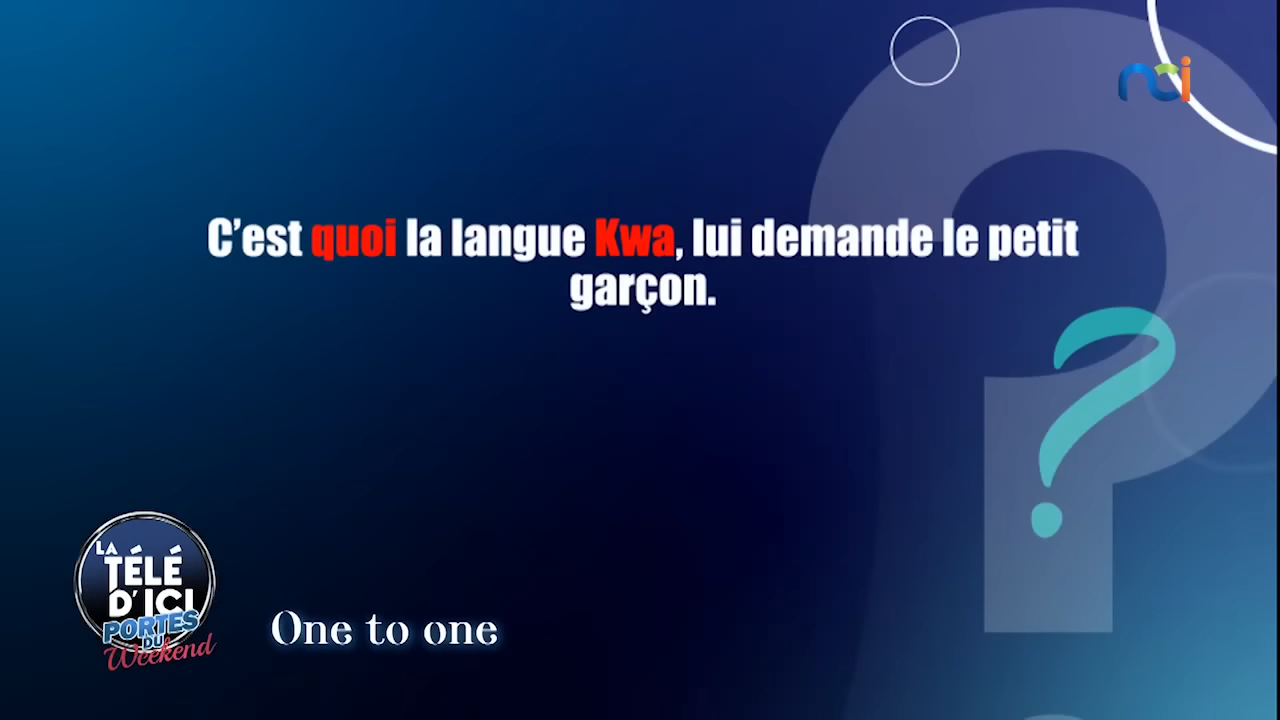 nci
C'est quoi la langue Kwa, lui demande le petit
garçon.
LA
TÉLÉ
D'ICI
PORTES
DU
Weekend
One to one